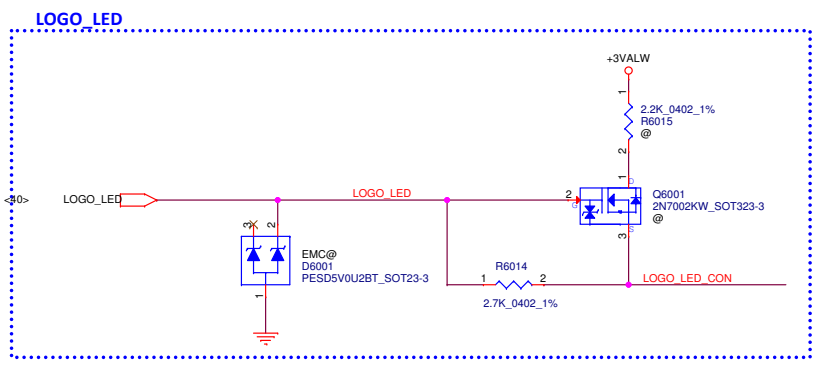 LOGO_LED
+3VALW
1
2.2K_0402_1%
R6015
@
2
1
D
<40>
LOGO_LED
LOGO_LED
2
G
Q6001
2N7002KW_SOT323-3
@
S
3
3
2
EMC@
D6001
PESD5V0U2BT_SOT23-3
1
R6014
1
2
2.7K_0402_1%
LOGO_LED_CON